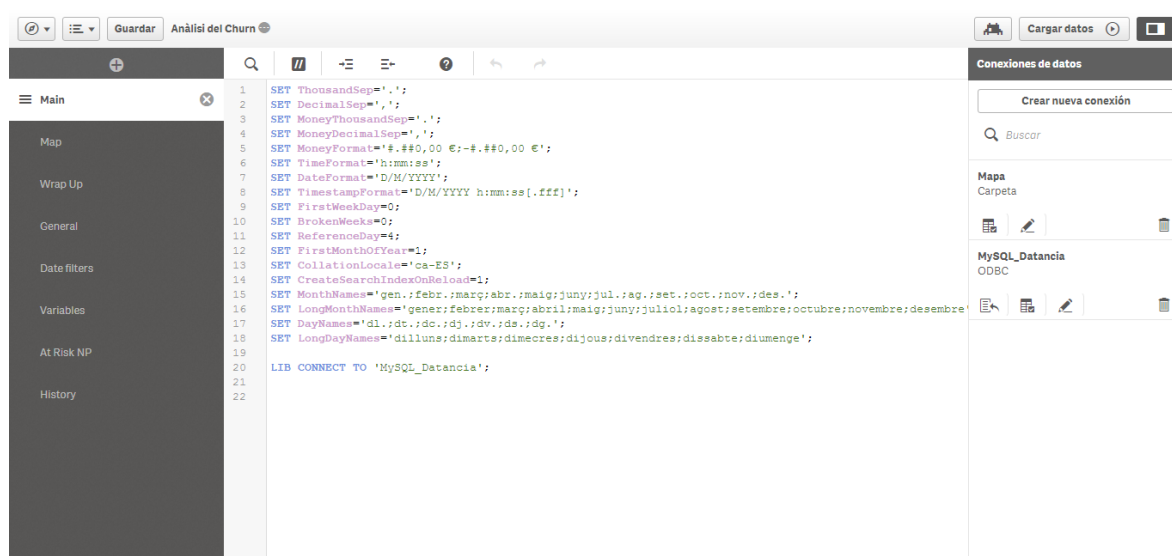 Guardar Anàlisi del Churn Cargar datos
Main
Map
Wrap Up
General
Date filters
Variables
At Risk NP
History
1 SET ThousandSep='.';
2 SET DecimalSep=',';
3 SET MoneyThousandSep='.';
4 SET MoneyDecimalSep=',';
5 SET MoneyFormat='#.##0,00 €;-#.##0,00 €';
6 SET TimeFormat='h:mm:ss';
7 SET DateFormat='D/M/YYYY';
8 SET TimestampFormat='D/M/YYYY h:mm:ss[.fff]';
9 SET FirstWeekDay=0;
10 SET BrokenWeeks=0;
11 SET ReferenceDay=4;
12 SET FirstMonthOfYear=1;
13 SET CollationLocale='ca-ES';
14 SET CreateSearchIndexOnReload=1;
15 SET MonthNames='gen.;febr.;març;abr.;maig;juny;jul.;ag.;set.;oct.;nov.;des.';
16 SET LongMonthNames='gener;febrer;març;abril;maig;juny;juliol;agost;setembre;octubre;novembre;desembre'
17 SET DayNames='dl.;dt.;dc.;dj.;dv.;ds.;dg.';
18 SET LongDayNames='dilluns;dimarts;dimecres;dijous;divendres;dissabte;diumenge';
19
20 LIB CONNECT TO 'MySQL_Datancia';
21
22
Conexiones de datos
Crear nueva conexión
Buscar
Mapa
Carpeta
MySQL_Datancia
ODBC